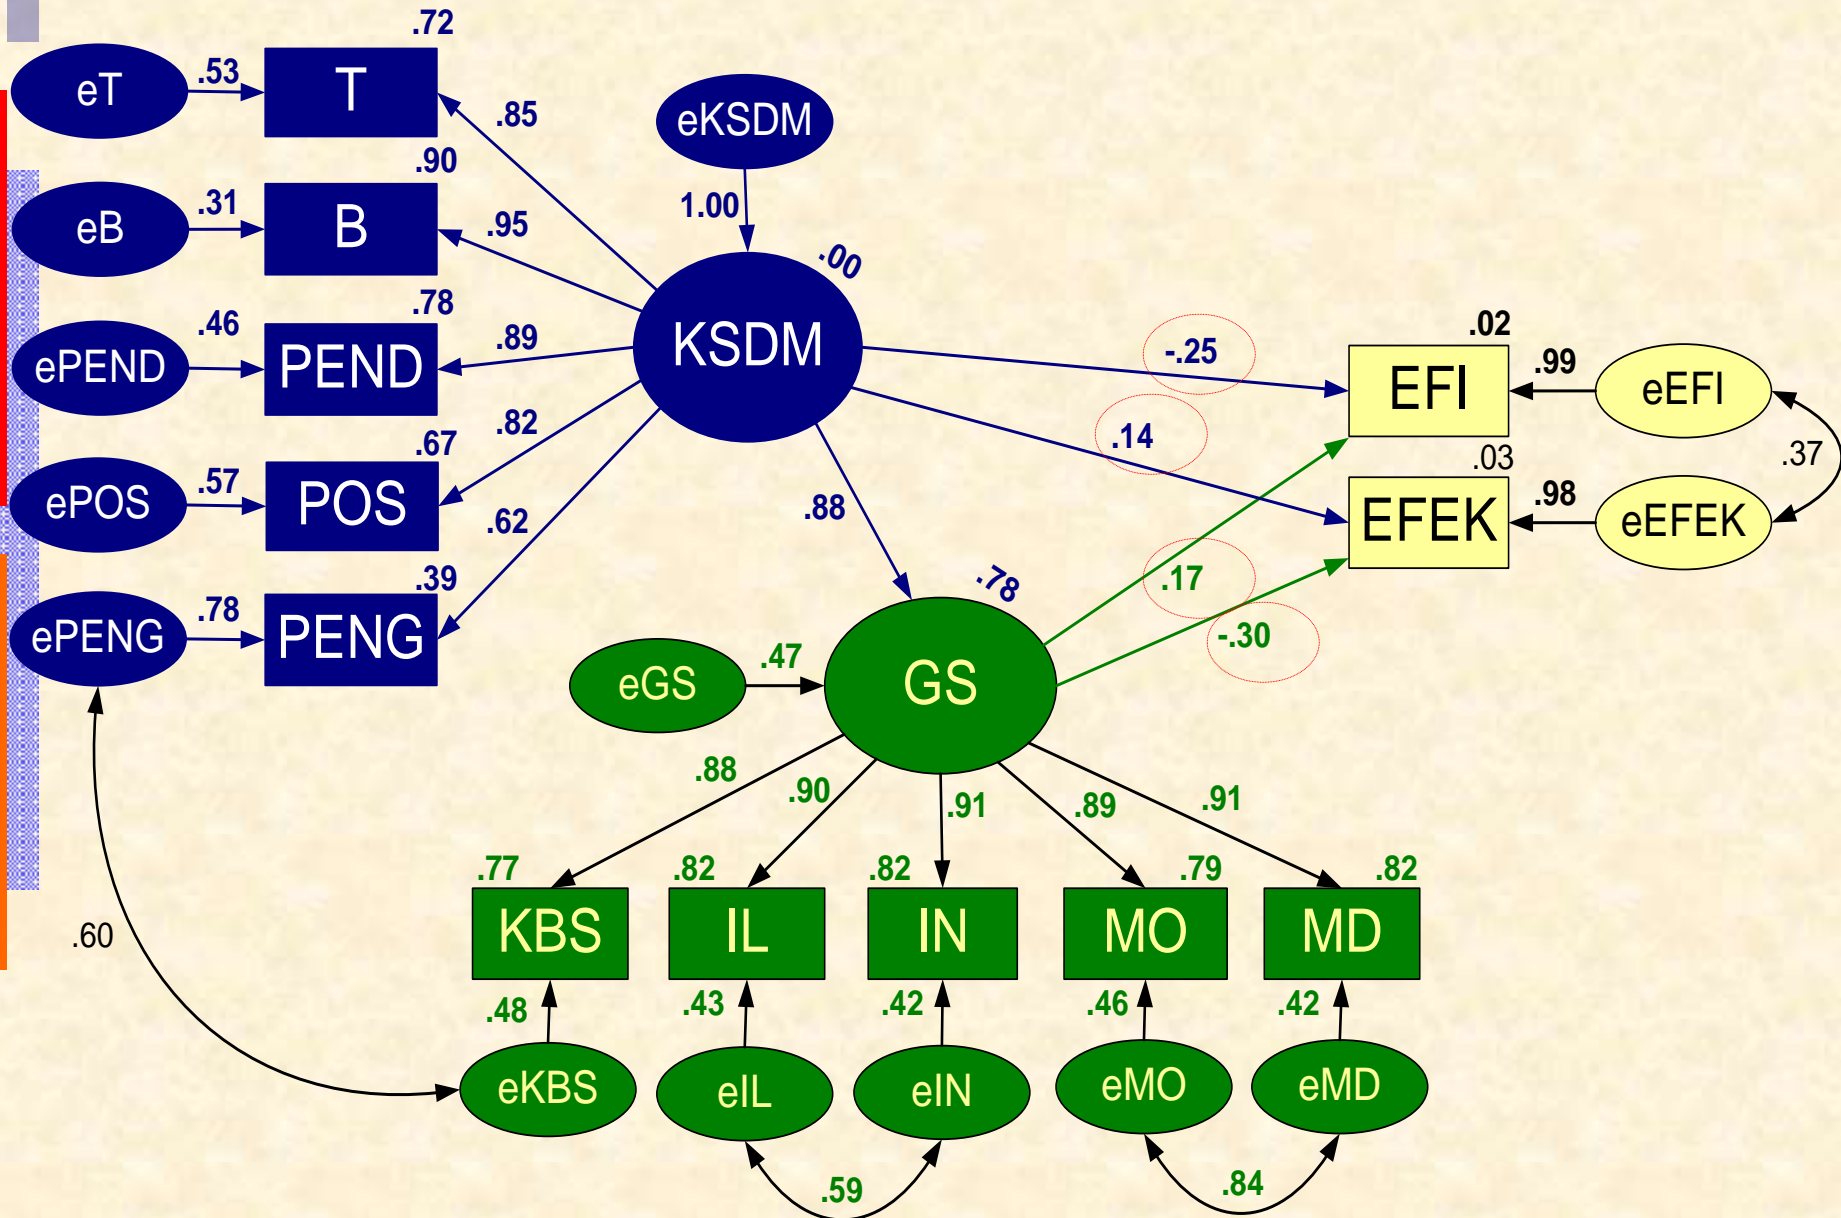 .72
eT
.53
T
.85
eKSDM
.90
eB
.31
B
.95
1.00
.00
.78
ePEND
.46
PEND
.89
KSDM
-.25
.02
EFI
.99
eEFI
.67
ePOS
.57
POS
.82
.14
.03
EFEK
.98
eEFEK
.37
.62
.88
.39
ePENG
.78
PENG
.78
.17
-.30
eGS
.47
GS
.88
.90
.91
.89
.91
.77
.82
.82
.79
.82
KBS
IL
IN
MO
MD
.60
.48
.43
.42
.46
.42
eKBS
eIL
eIN
eMO
eMD
.59
.84